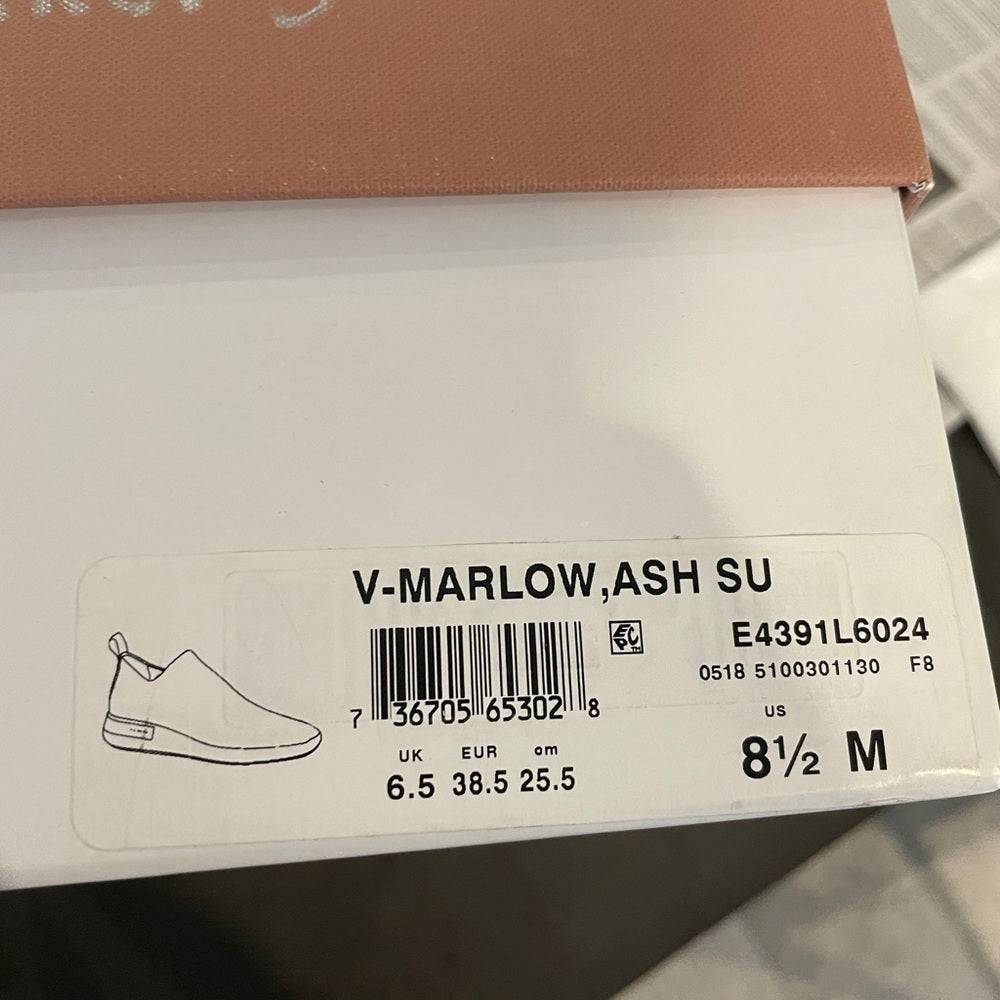 V-MARLOW,ASH SU
7 36705 65302 8
EPC™
E4391L6024
0518 5100301130 F8
UK EUR cm
6.5 38.5 25.5
US
8½ M